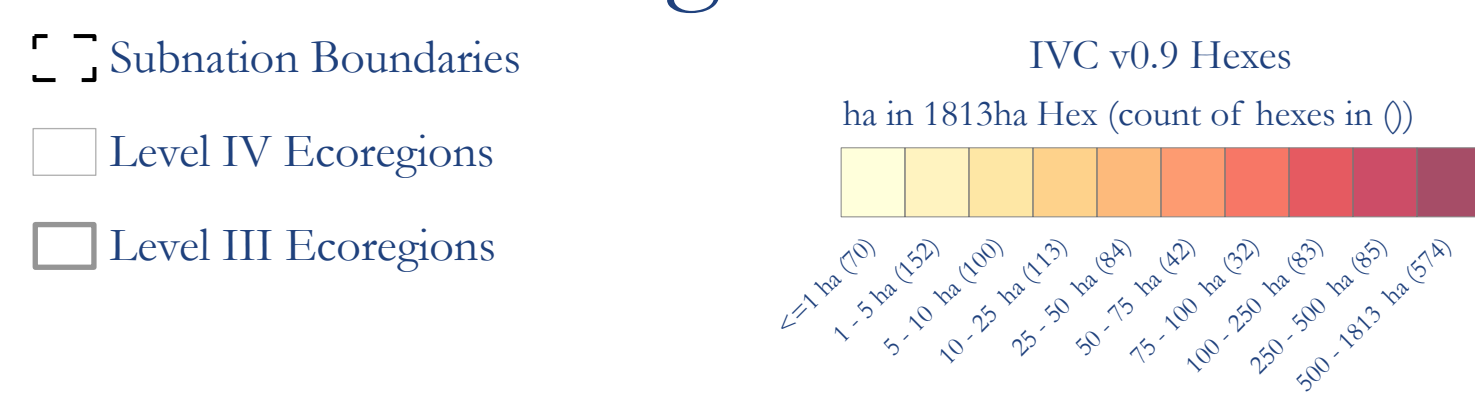 Subnation Boundaries
Level IV Ecoregions
Level III Ecoregions
IVC v0.9 Hexes
ha in 1813ha Hex (count of hexes in ())
<=1 ha (70)
1 - 5 ha (152)
5 - 10 ha (100)
10 - 25 ha (113)
25 - 50 ha (84)
50 - 75 ha (42)
75 - 100 ha (32)
100 - 250 ha (83)
250 - 500 ha (85)
500 - 1813 ha (574)